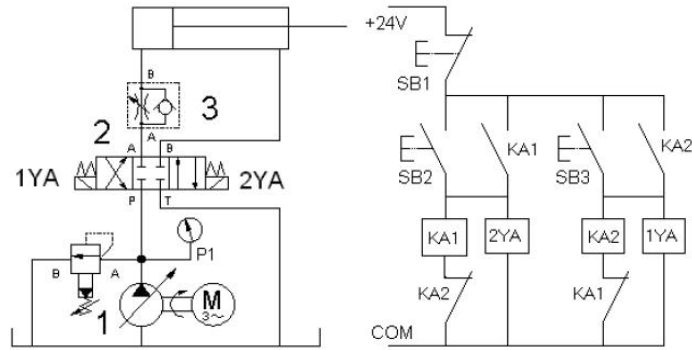 +24V
B
SB1
3
2
A
A
B
KA1
KA2
1YA
2YA
SB2
SB3
P
T
KA1
2YA
KA2
1YA
P1
B
A
KA2
KA1
1
M
3~
COM